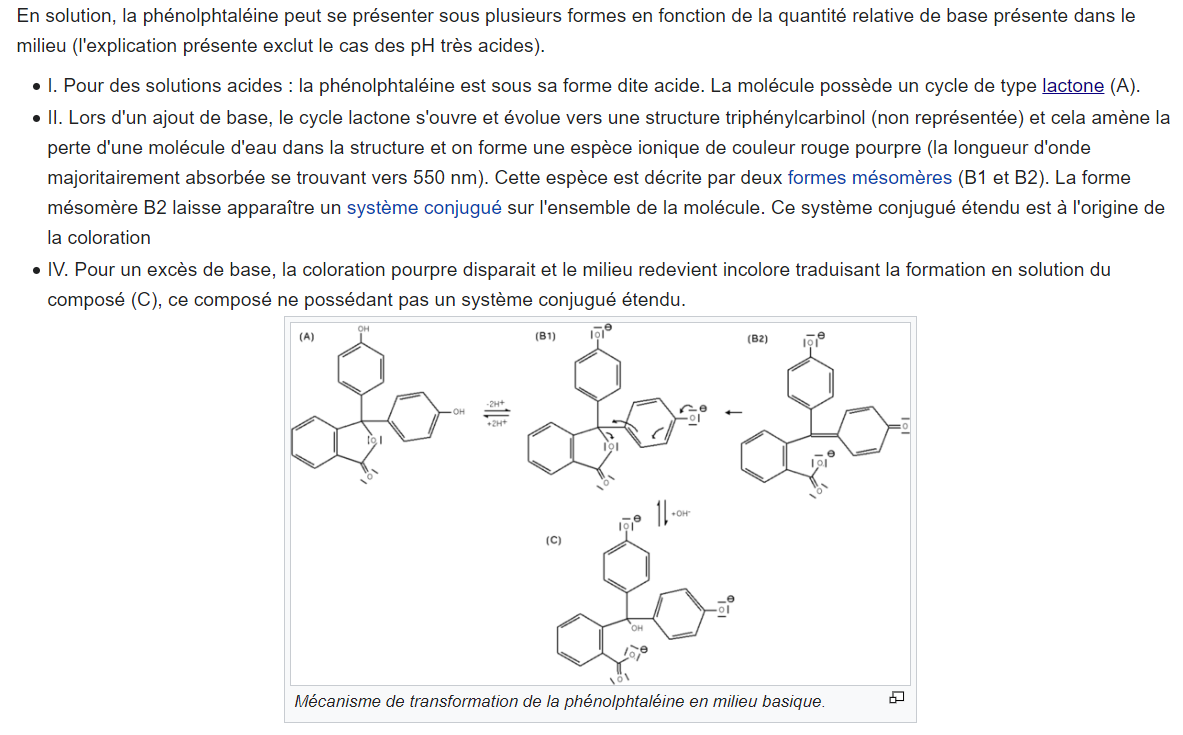 En solution, la phénolphtaléine peut se présenter sous plusieurs formes en fonction de la quantité relative de base présente dans le
milieu (l'explication présente exclut le cas des pH très acides).
• I. Pour des solutions acides : la phénolphtaléine est sous sa forme dite acide. La molécule possède un cycle de type lactone (A).
• II. Lors d'un ajout de base, le cycle lactone s'ouvre et évolue vers une structure triphénylcarbinol (non représentée) et cela amène la
perte d'une molécule d'eau dans la structure et on forme une espèce ionique de couleur rouge pourpre (la longueur d'onde
majoritairement absorbée se trouvant vers 550 nm). Cette espèce est décrite par deux formes mésomères (B1 et B2). La forme
mésomère B2 laisse apparaître un système conjugué sur l'ensemble de la molécule. Ce système conjugué étendu est à l'origine de
la coloration
• IV. Pour un excès de base, la coloration pourpre disparait et le milieu redevient incolore traduisant la formation en solution du
composé (C), ce composé ne possédant pas un système conjugué étendu.
(A)
OH
OH
|O|
|O|
-2H+
+2H+
(B1)
|O|⊖
|O|⊖
|O|
|O|
(B2)
|O|⊖
O|
|O|⊖
|O|
+OH-
(C)
|O|⊖
O|⊖
OH
|O|⊖
|O|
Mécanisme de transformation de la phénolphtaléine en milieu basique.